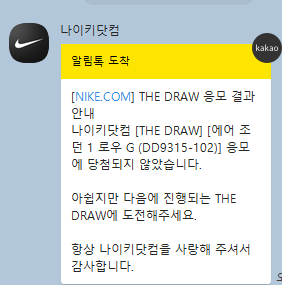 나이키닷컴
kakao
알림톡 도착
[NIKE.COM] THE DRAW 응모 결과
안내
나이키닷컴 [THE DRAW] [에어 조
던 1 로우 G (DD9315-102)] 응모
에 당첨되지 않았습니다.
아쉽지만 다음에 진행되는 THE
DRAW에 도전해주세요.
항상 나이키닷컴을 사랑해 주셔서
감사합니다.